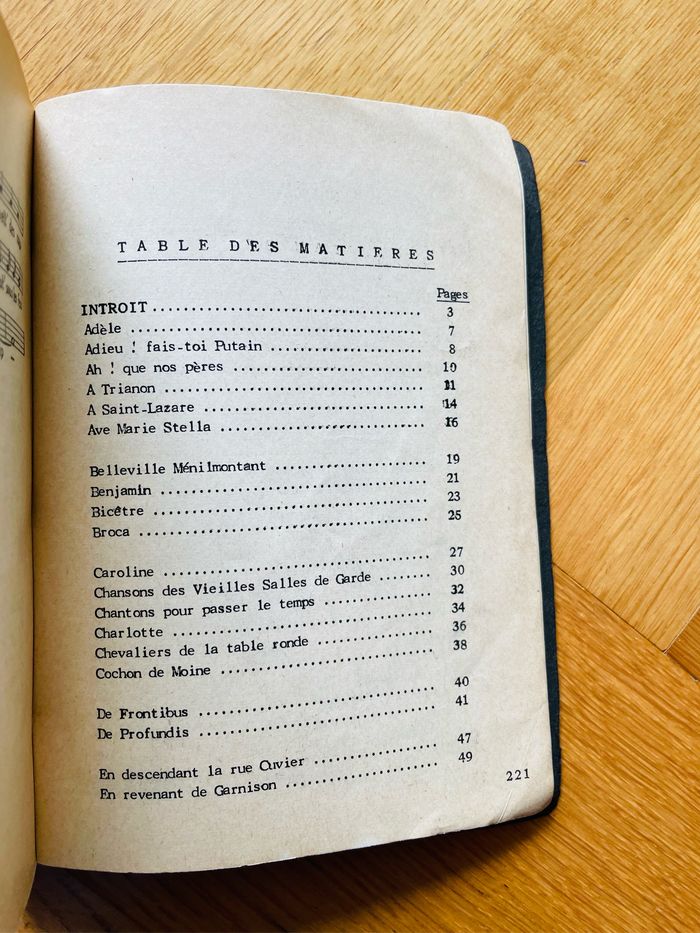 TABLE DES MATIERES
Pages
INTROIT ........................................ 3
Adèle ........................................ 7
Adieu ! fais-toi Putain ........................ 8
Ah ! que nos pères ............................ 10
A Trianon ..................................... 11
A Saint-Lazare ................................ 14
Ave Marie Stella .............................. 16
Belleville Ménilmontant ....................... 19
Benjamin ...................................... 21
Bicêtre ....................................... 23
Broca ......................................... 25
Caroline ...................................... 27
Chansons des Vieilles Salles de Garde ........ 30
Chantons pour passer le temps ................. 32
Charlotte ..................................... 34
Chevaliers de la table ronde .................. 36
Cochon de Moine ............................... 38
De Frontibus .................................. 40
De Profundis .................................. 41
En descendant la rue Cuvier ................... 47
En revenant de Garnison ....................... 49
221